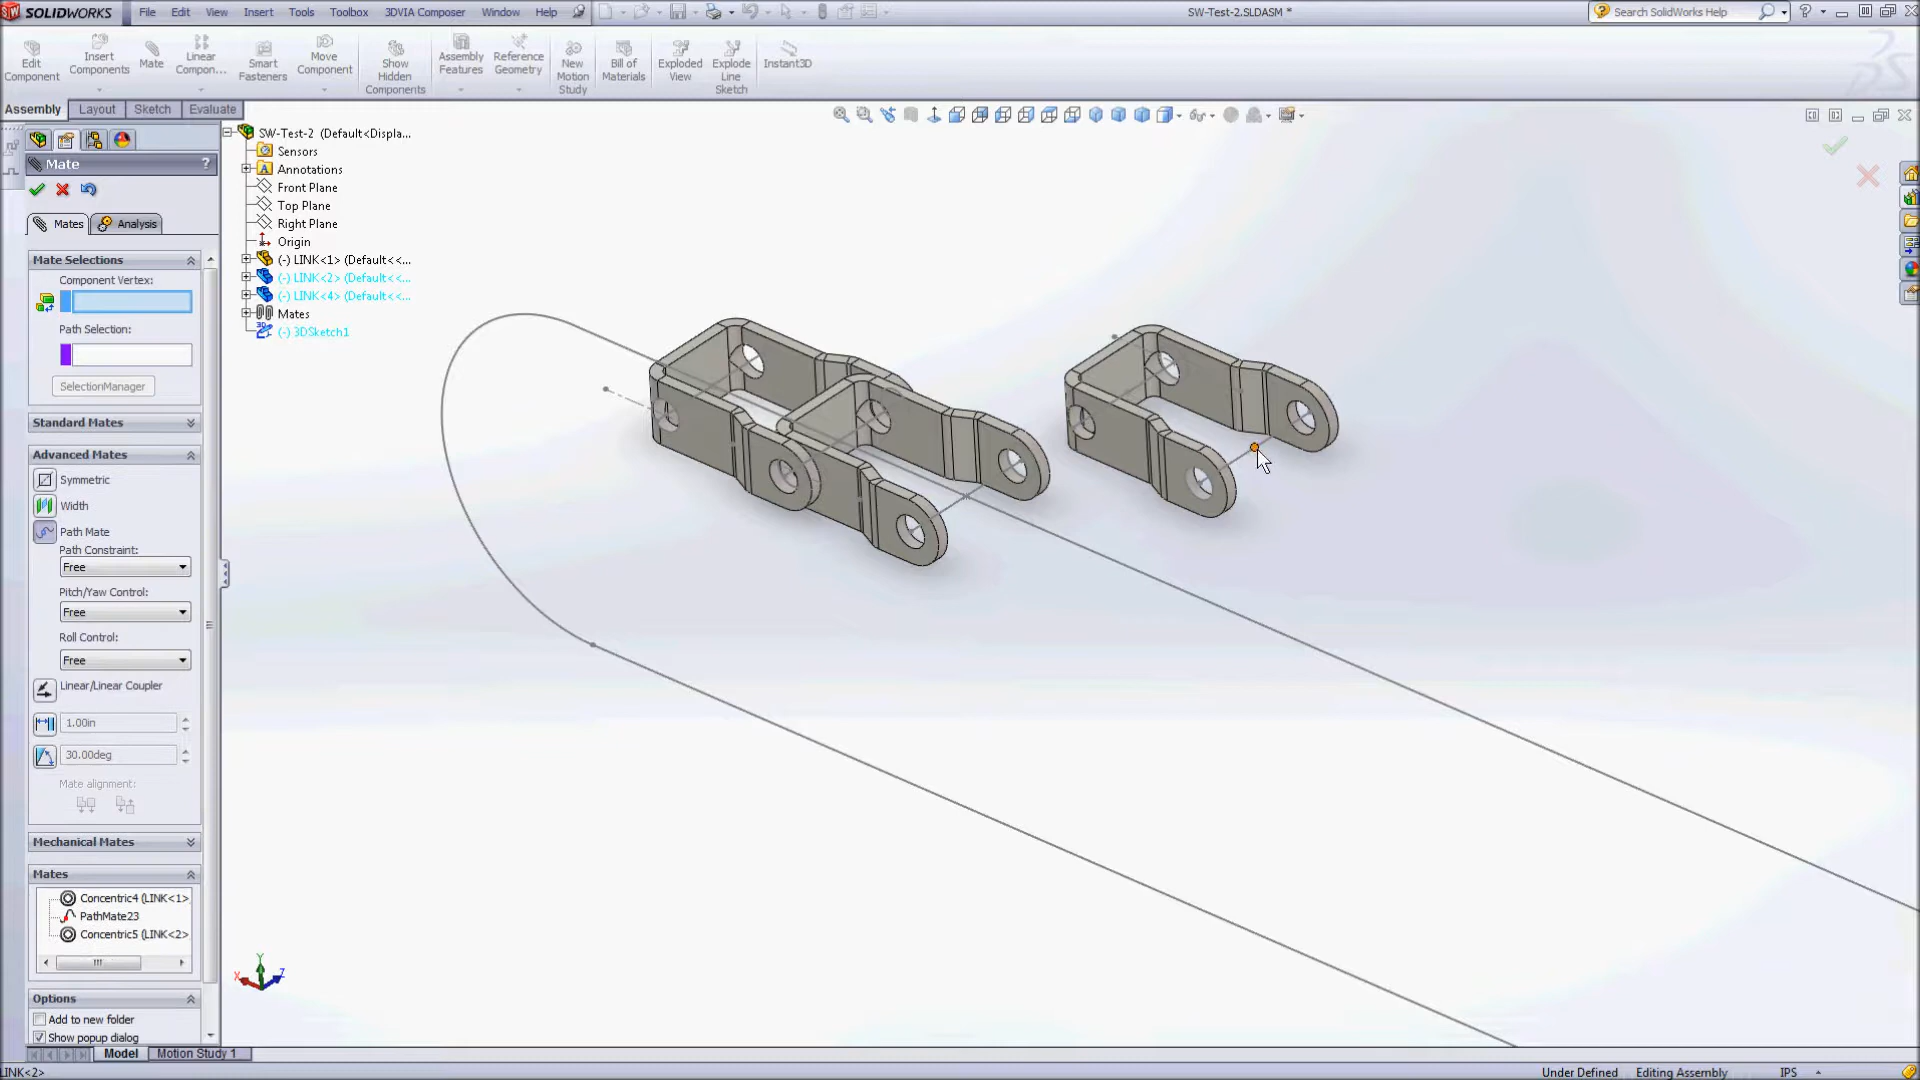 SOLIDWORKS File Edit View Insert Tools Toolbox 3DVIA Composer Window Help SW-Test-2.SLDASM * Search SolidWorks Help
Edit Component
Insert Components
Mate
Linear Compon...
Smart Fasteners
Move Component
Show Hidden Components
Assembly Features
Reference Geometry
New Motion Study
Bill of Materials
Exploded View
Explode Line Sketch
Instant3D
Assembly Layout Sketch Evaluate
Mate ?
Mates Analysis
Mate Selections
Component Vertex:
Path Selection:
SelectionManager
Standard Mates
Advanced Mates
Symmetric
Width
Path Mate
Path Constraint:
Free
Pitch/Yaw Control:
Free
Roll Control:
Free
Linear/Linear Coupler
1.00in
30.00deg
Mate alignment:
Mechanical Mates
Mates
Concentric4 (LINK<1>
PathMate23
Concentric5 (LINK<2>
Options
Add to new folder
Show popup dialog
SW-Test-2 (Default<Displa...
Sensors
Annotations
Front Plane
Top Plane
Right Plane
Origin
(-) LINK<1> (Default<<...
(-) LINK<2> (Default<<...
(-) LINK<4> (Default<<...
Mates
(-) 3DSketch1
Y
X
Z
Model Motion Study 1
LINK<2> Under Defined Editing Assembly IPS